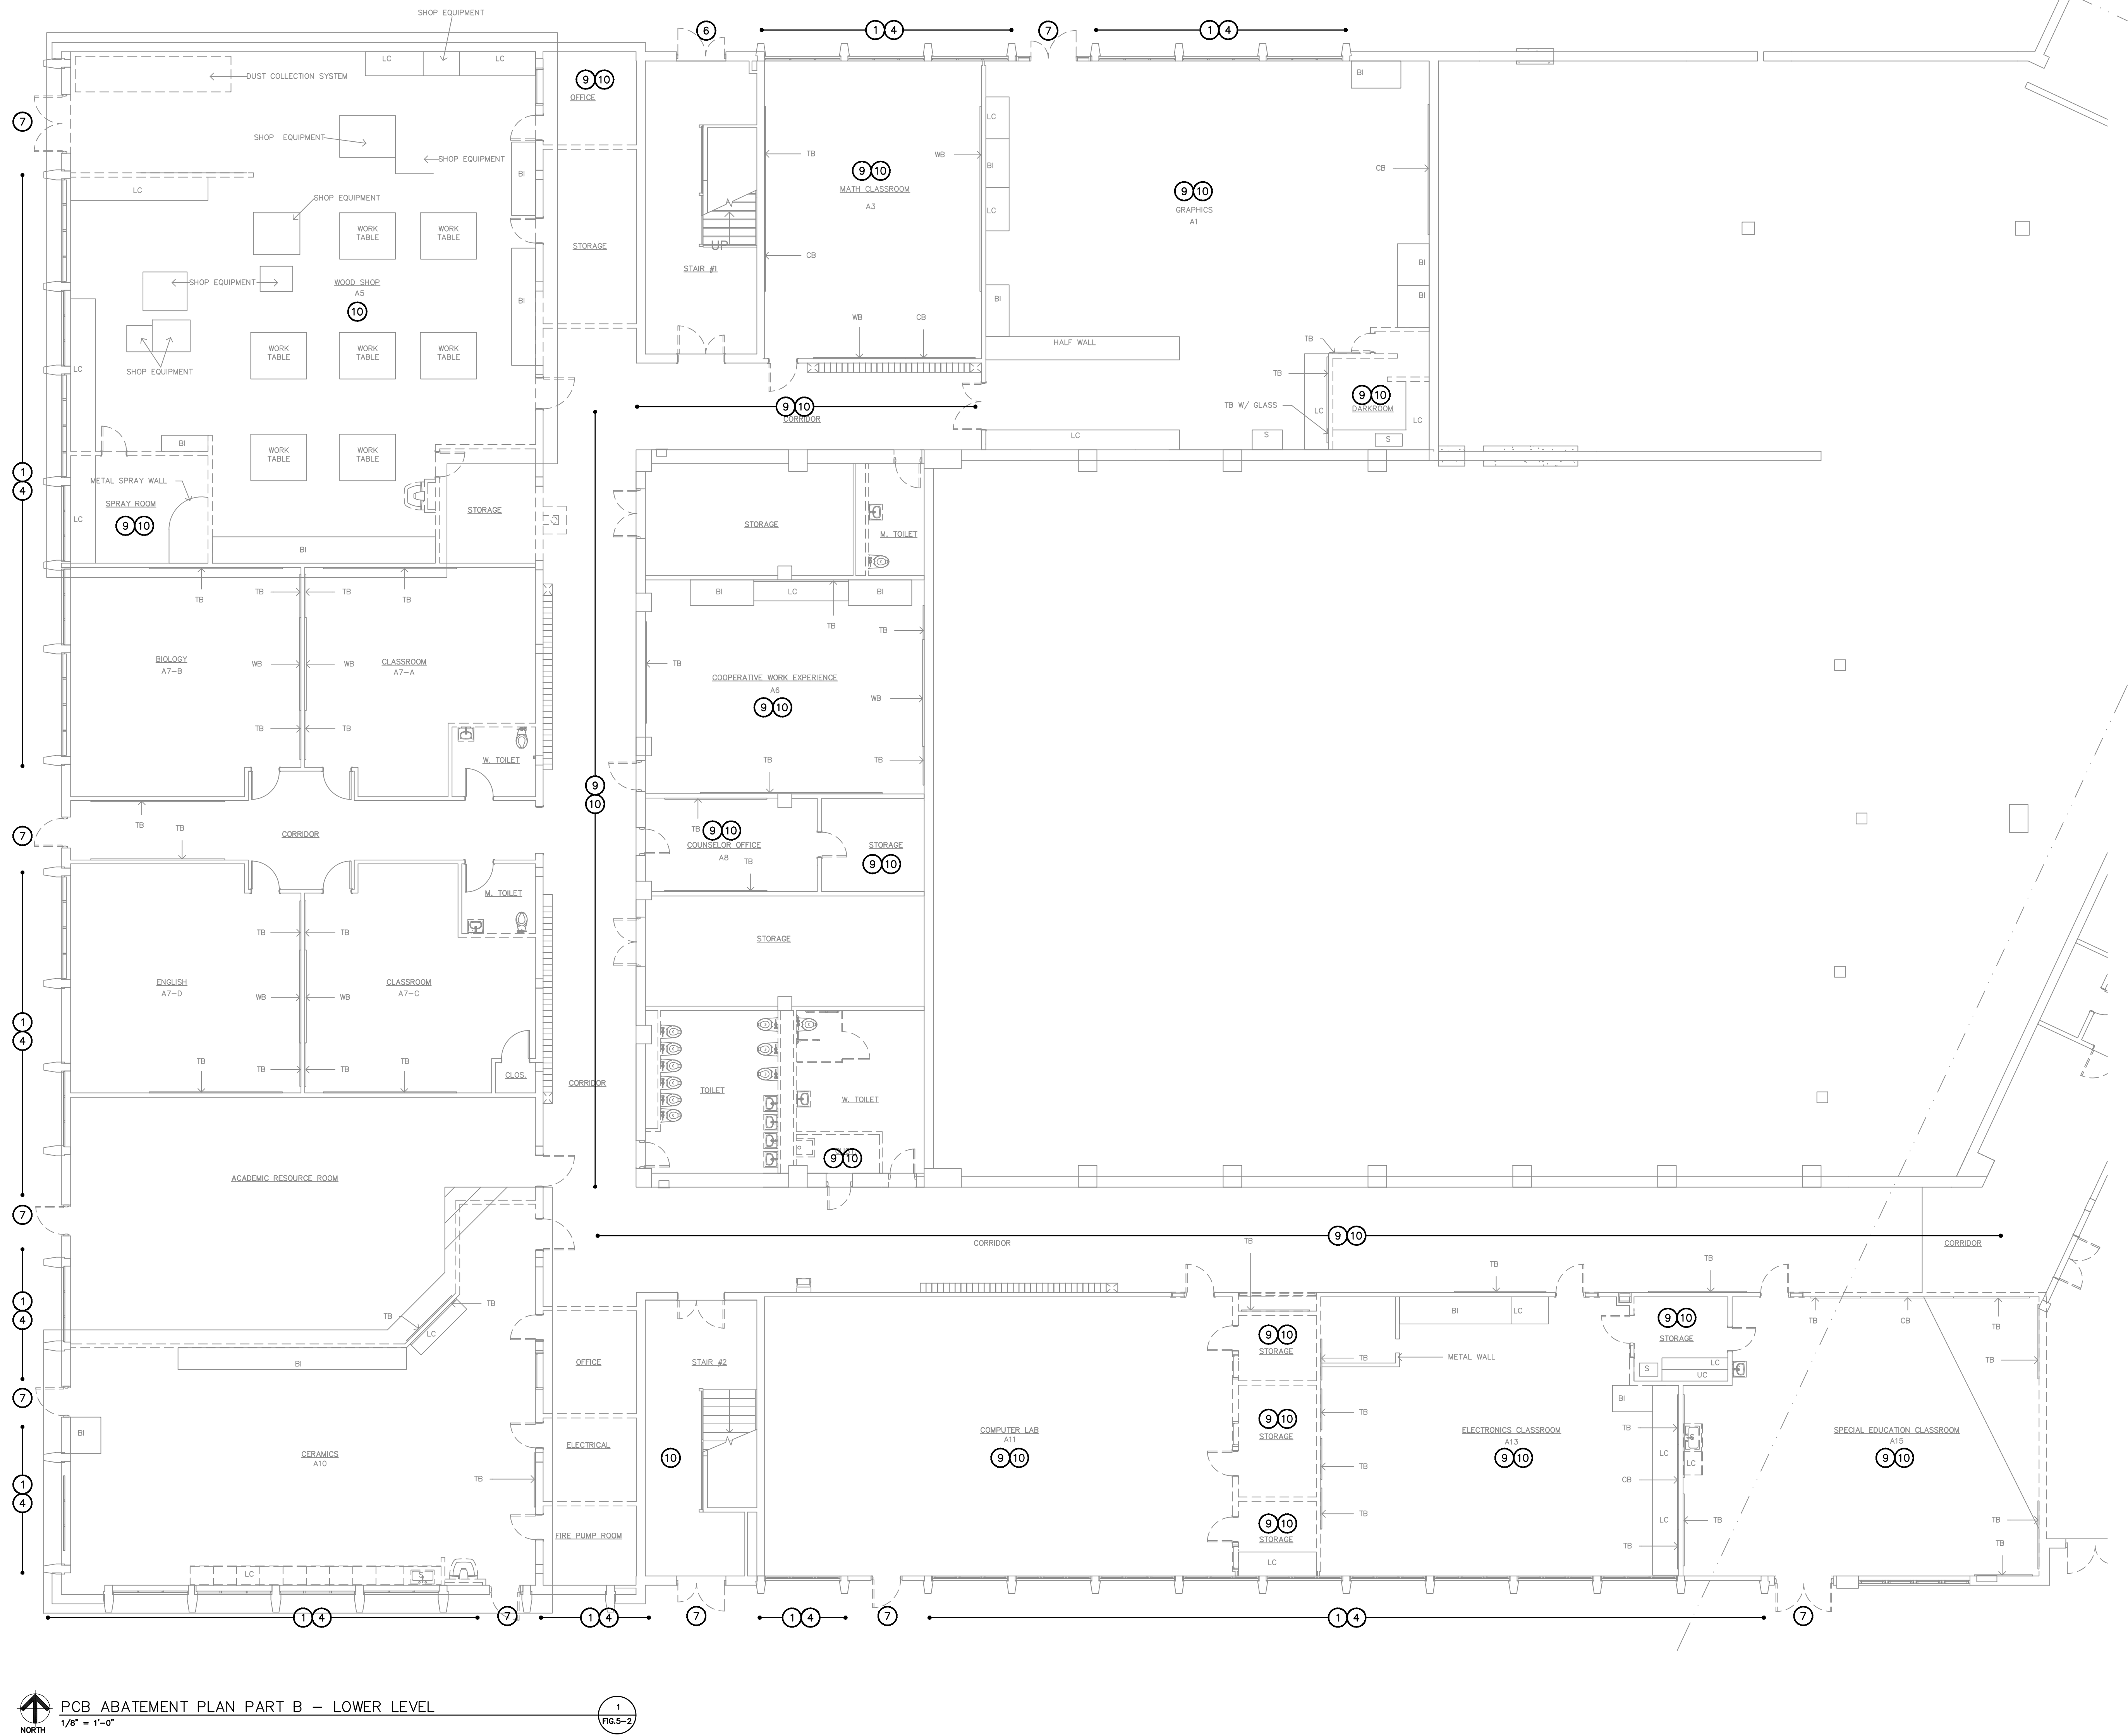 SHOP EQUIPMENT
6
1 4
7
1 4
LC
LC
BI
DUST COLLECTION SYSTEM
9 10
OFFICE
7
LC
SHOP EQUIPMENT
SHOP EQUIPMENT
TB
WB
BI
CB
BI
9 10
MATH CLASSROOM
A3
9 10
GRAPHICS
A1
LC
SHOP EQUIPMENT
LC
WORK
TABLE
WORK
TABLE
STORAGE
UP
STAIR #1
CB
BI
SHOP EQUIPMENT
WOOD SHOP
A5
10
BI
BI
BI
WB
CB
WORK
TABLE
WORK
TABLE
WORK
TABLE
HALF WALL
TB
LC
SHOP EQUIPMENT
TB
9 10
DARKROOM
9 10
CORRIDOR
TB W/ GLASS
LC
LC
LC
S
S
BI
WORK
TABLE
WORK
TABLE
1
4
METAL SPRAY WALL
SPRAY ROOM
9 10
LC
STORAGE
S
STORAGE
M. TOILET
BI
TB
TB
TB
TB
BI
LC
BI
TB
TB
BIOLOGY
A7-B
WB
WB
CLASSROOM
A7-A
TB
COOPERATIVE WORK EXPERIENCE
A6
9 10
WB
TB
TB
W. TOILET
TB
TB
9
10
7
TB
TB
CORRIDOR
TB
9 10
COUNSELOR OFFICE
A8
TB
STORAGE
9 10
M. TOILET
TB
TB
STORAGE
ENGLISH
A7-D
WB
WB
CLASSROOM
A7-C
1
4
TB
TB
TB
TB
CLOS.
CORRIDOR
TOILET
W. TOILET
9 10
ACADEMIC RESOURCE ROOM
7
9 10
CORRIDOR
TB
CORRIDOR
TB
TB
1
4
TB
TB
LC
BI
LC
9 10
STORAGE
TB
CB
TB
9 10
STORAGE
BI
OFFICE
STAIR #2
TB
METAL WALL
S
LC
UC
TB
7
BI
BI
TB
9 10
STORAGE
CERAMICS
A10
ELECTRICAL
10
COMPUTER LAB
A11
9 10
ELECTRONICS CLASSROOM
A13
9 10
TB
LC
LC
SPECIAL EDUCATION CLASSROOM
A15
9 10
1
4
TB
TB
CB
TB
9 10
STORAGE
LC
TB
TB
FIRE PUMP ROOM
LC
TB
TB
LC
S
1 4
7
1 4
7
1 4
7
1 4
7
PCB ABATEMENT PLAN PART B - LOWER LEVEL
1/8" = 1'-0"
NORTH
1
FIG.5-2